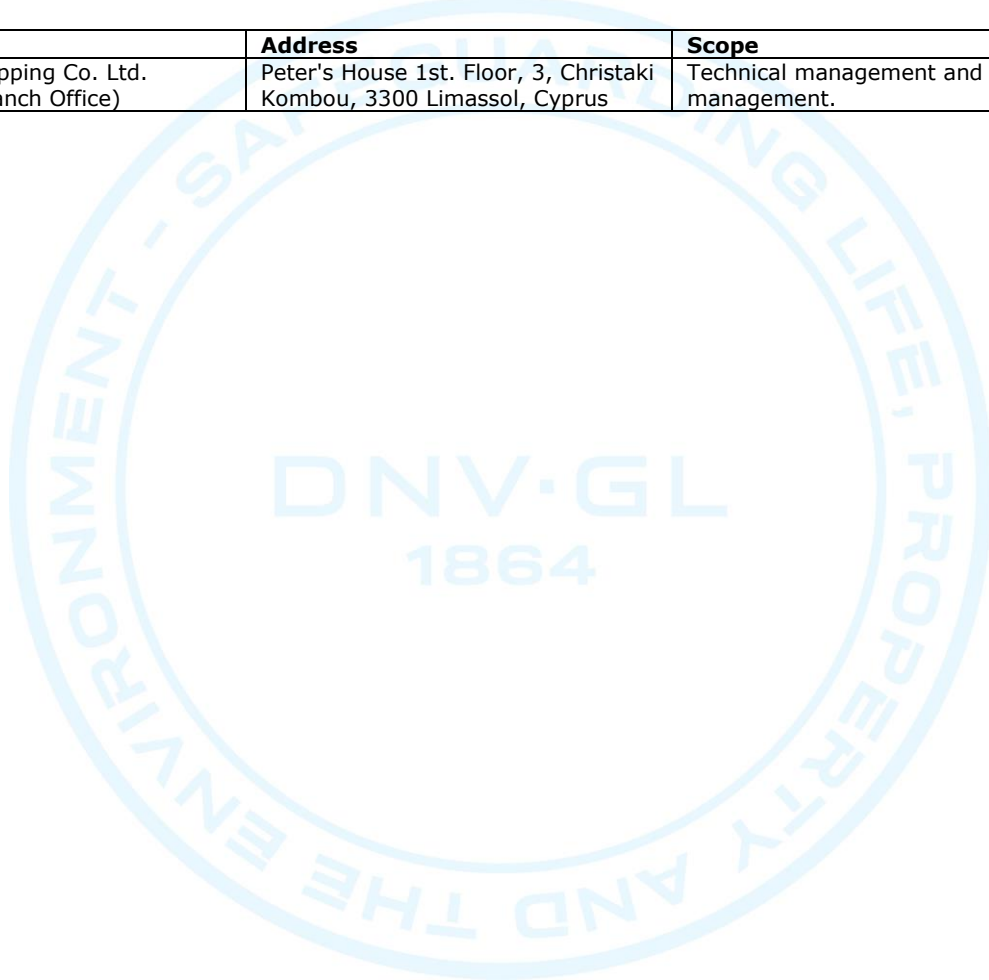 Address Scope
pping Co. Ltd. Peter's House 1st. Floor, 3, Christaki Technical management and
anch Office) Kombou, 3300 Limassol, Cyprus management.
SAFEGUARDING LIFE, PROPERTY AND THE ENVIRONMENT -
DNV·GL
1864